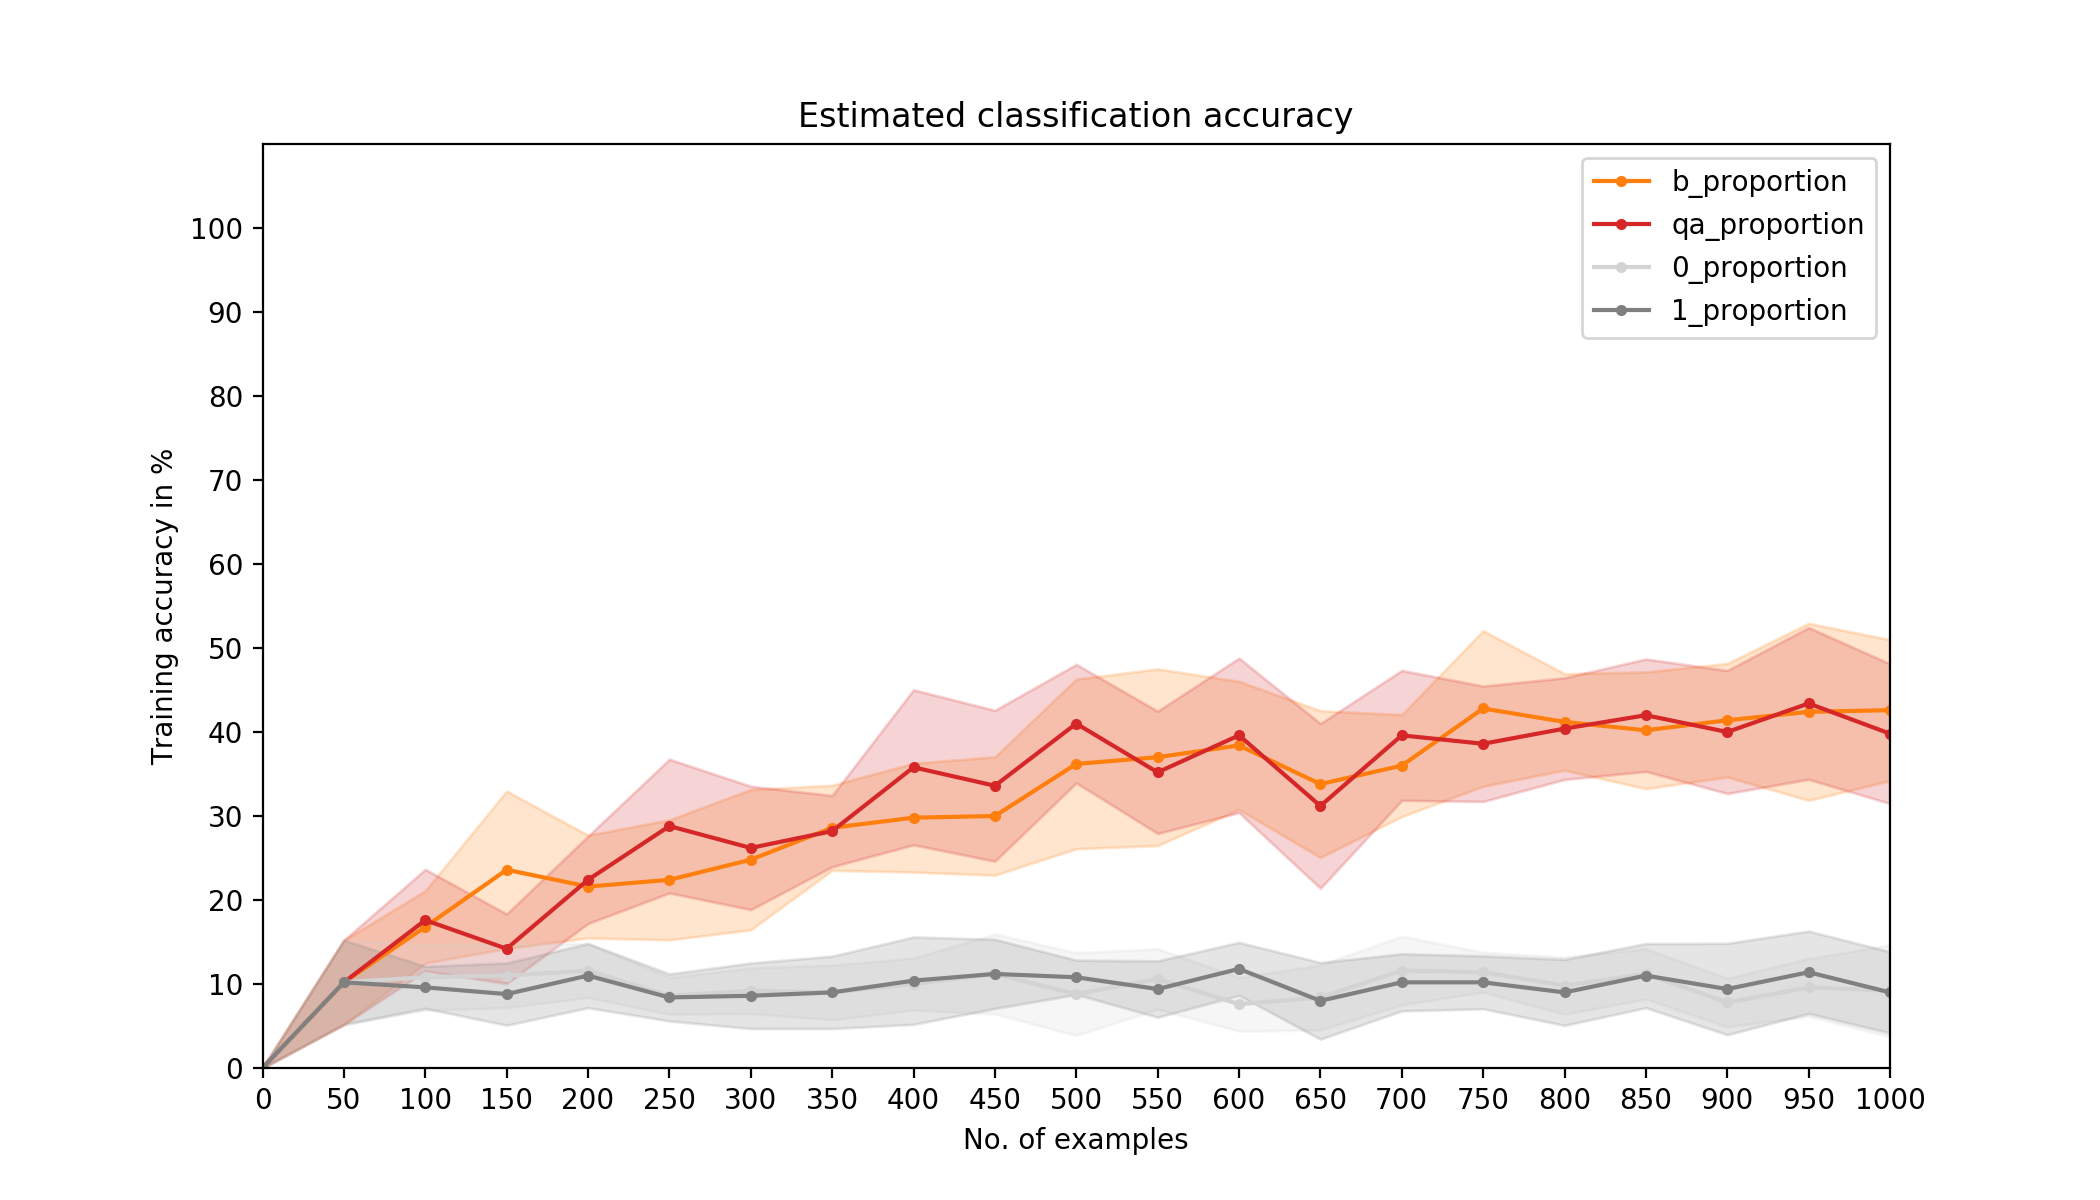 Estimated classification accuracy
b_proportion
qa_proportion
0_proportion
1_proportion
Training accuracy in %
100
90
80
70
60
50
40
30
20
10
0
0 50 100 150 200 250 300 350 400 450 500 550 600 650 700 750 800 850 900 950 1000
No. of examples